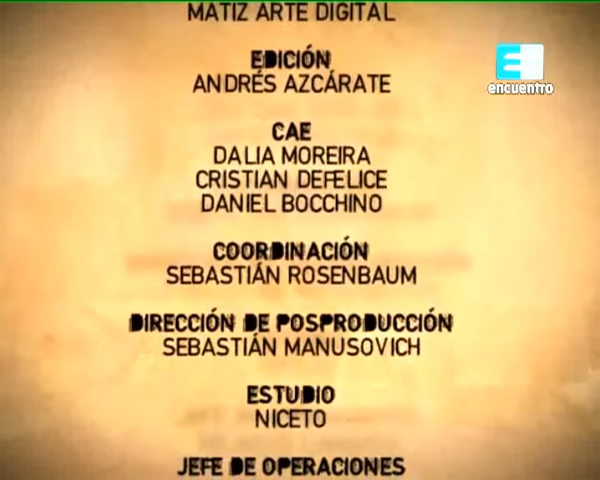 MATIZ ARTE DIGITAL
EDICIÓN
ANDRÉS AZCÁRATE
encuentro
CAE
DALIA MOREIRA
CRISTIAN DEFELICE
DANIEL BOCCHINO
COORDINACIÓN
SEBASTIÁN ROSENBAUM
DIRECCIÓN DE POSPRODUCCIÓN
SEBASTIÁN MANUSOVICH
ESTUDIO
NICETO
JEFE DE OPERACIONES